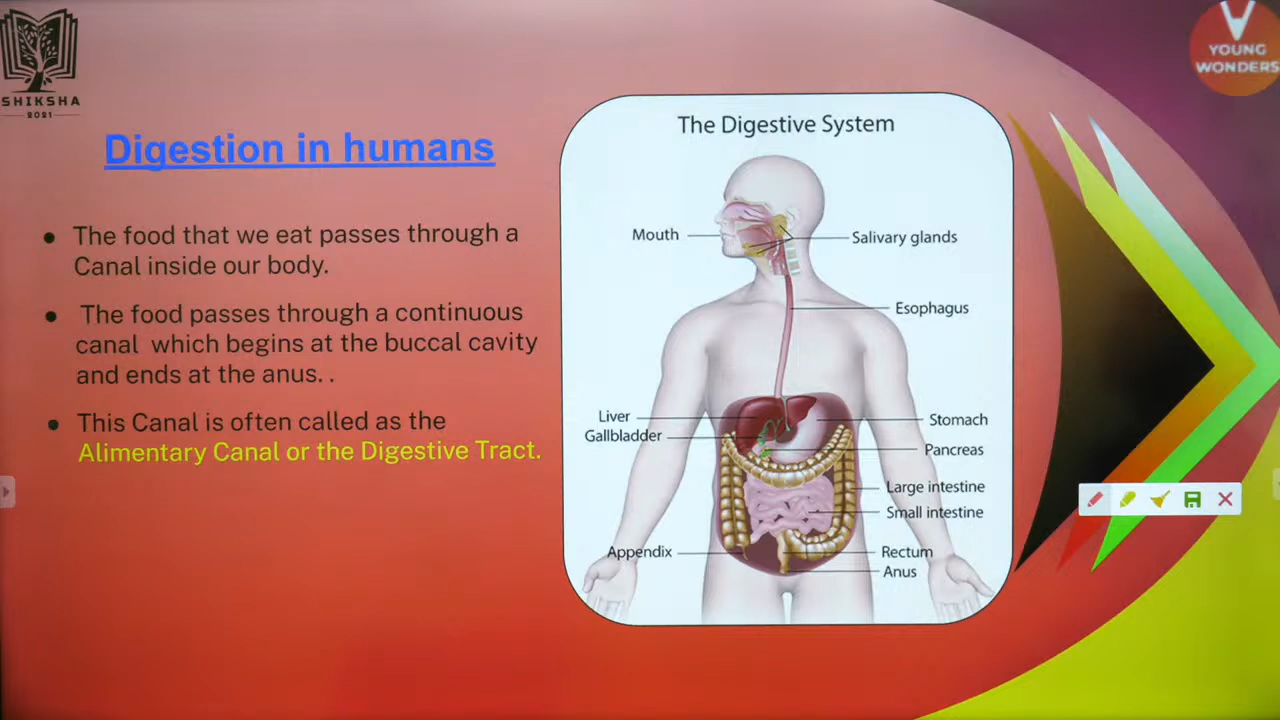 SHIKSHA
2021
YOUNG
WONDERS
Digestion in humans
The food that we eat passes through a
Canal inside our body.
The food passes through a continuous
canal which begins at the buccal cavity
and ends at the anus. .
This Canal is often called as the
Alimentary Canal or the Digestive Tract.
The Digestive System
Mouth
Salivary glands
Esophagus
Liver
Gallbladder
Stomach
Pancreas
Large intestine
Small intestine
Appendix
Rectum
Anus